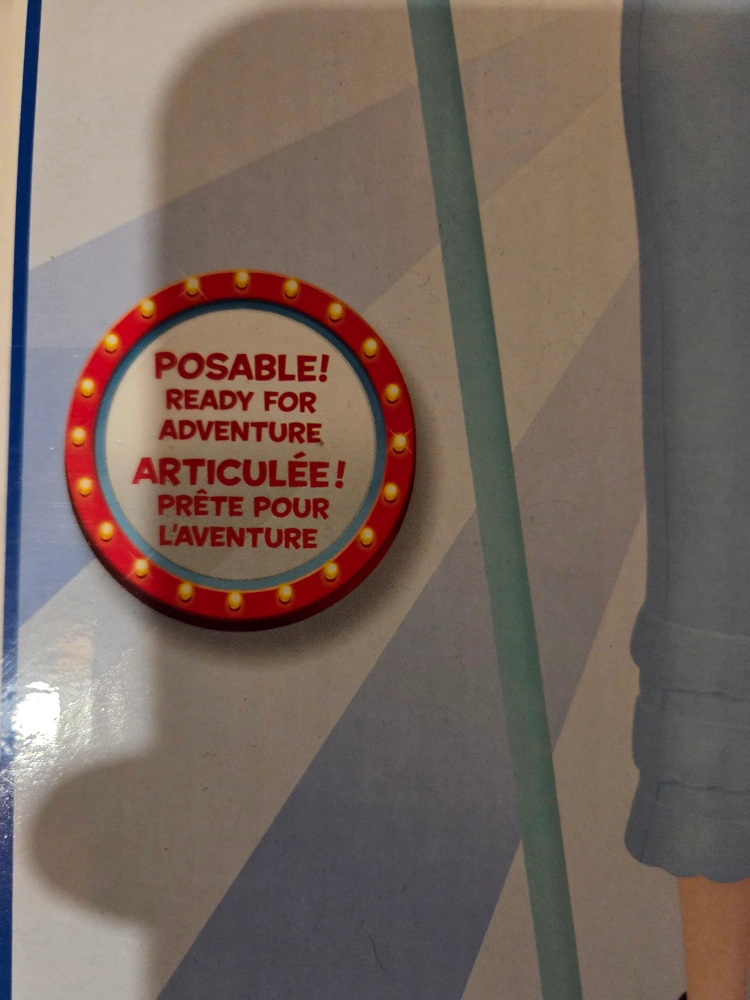 POSABLE!
READY FOR
ADVENTURE
ARTICULÉE!
PRÊTE POUR
L'AVENTURE